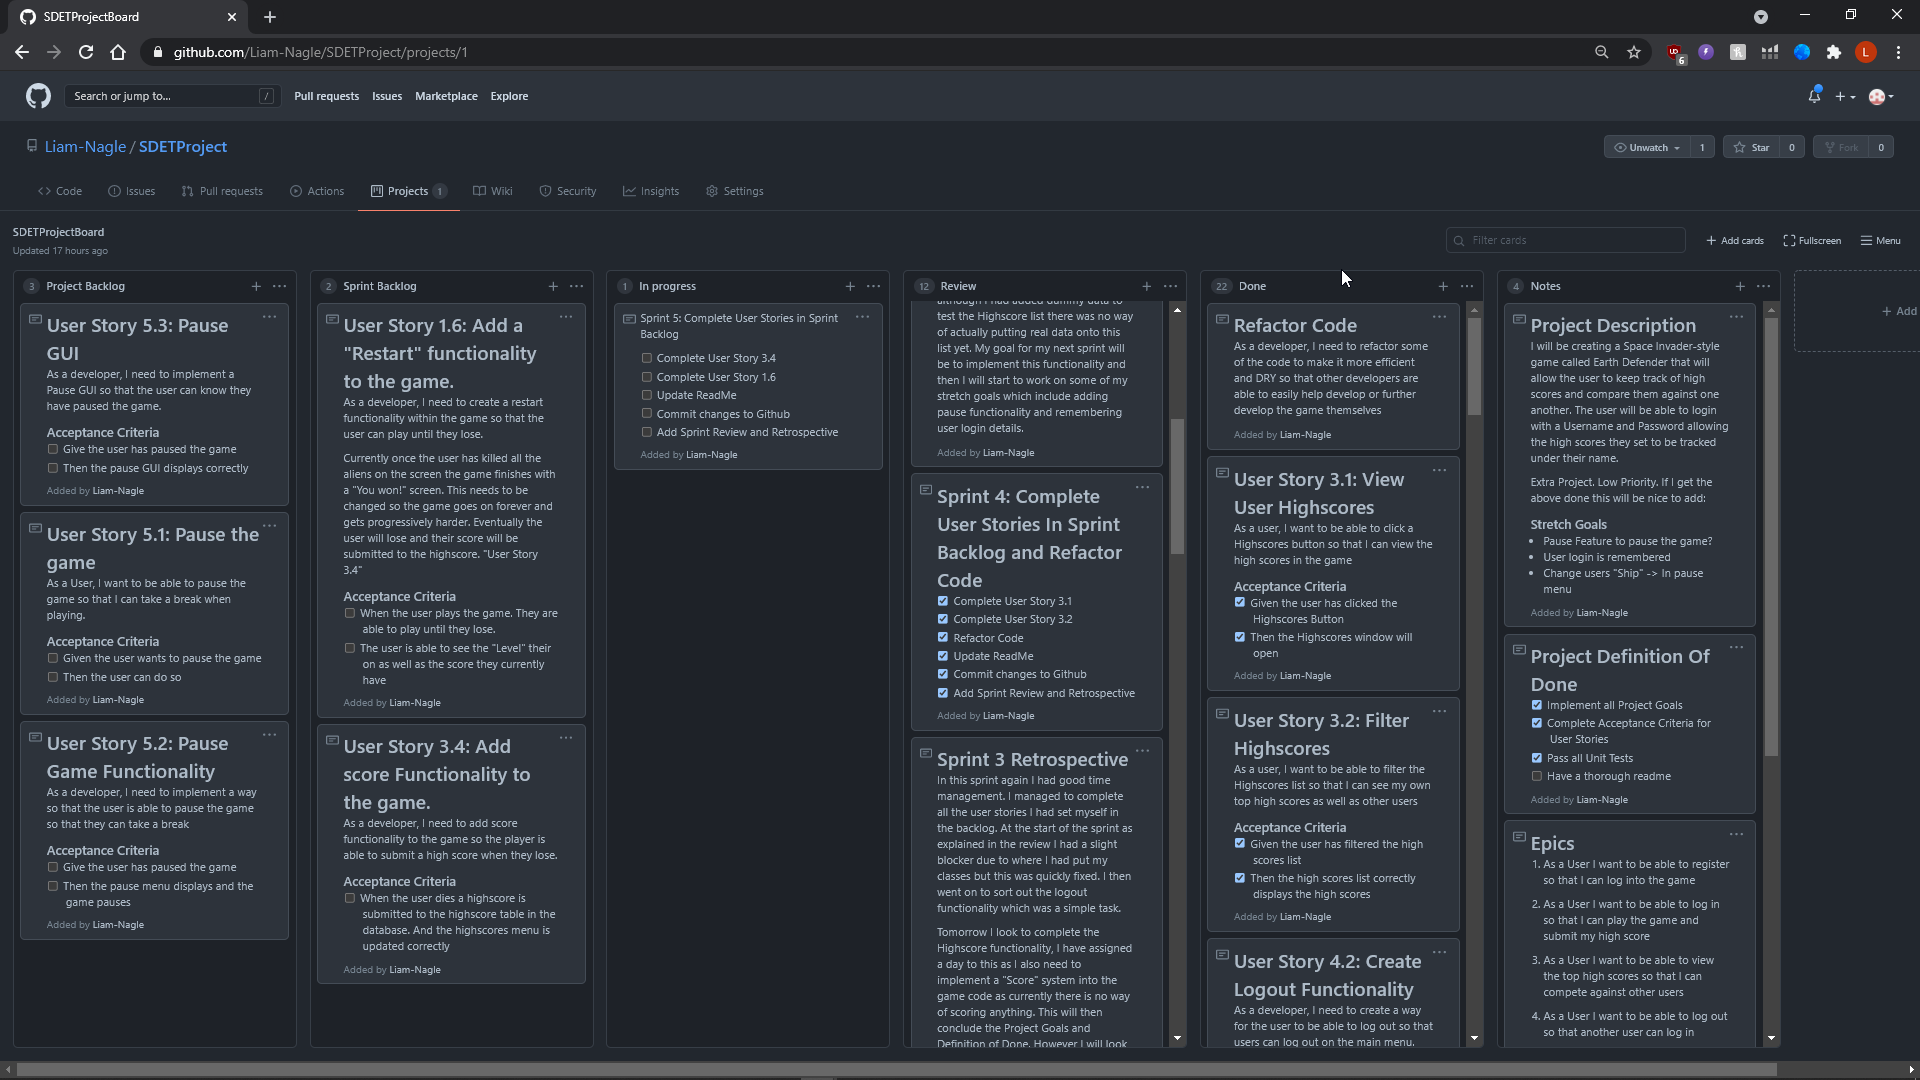 SDETProjectBoard
github.com/Liam-Nagle/SDETProject/projects/1
6
L
Search or jump to...
/
Pull requests
Issues
Marketplace
Explore
Liam-Nagle / SDETProject
Unwatch 1
Star 0
Fork 0
Code
Issues
Pull requests
Actions
Projects 1
Wiki
Security
Insights
Settings
SDETProjectBoard
Updated 17 hours ago
Filter cards
Add cards
Fullscreen
Menu
3 Project Backlog
User Story 5.3: Pause
GUI
As a developer, I need to implement a
Pause GUI so that the user can know they
have paused the game.
Acceptance Criteria
Give the user has paused the game
Then the pause GUI displays correctly
Added by Liam-Nagle
User Story 5.1: Pause the
game
As a User, I want to be able to pause the
game so that I can take a break when
playing.
Acceptance Criteria
Given the user wants to pause the game
Then the user can do so
Added by Liam-Nagle
User Story 5.2: Pause
Game Functionality
As a developer, I need to implement a way
so that the user is able to pause the game
so that they can take a break
Acceptance Criteria
Give the user has paused the game
Then the pause menu displays and the
game pauses
Added by Liam-Nagle
2 Sprint Backlog
User Story 1.6: Add a
"Restart" functionality
to the game.
As a developer, I need to create a restart
functionality within the game so that the
user can play until they lose.
Currently once the user has killed all the
aliens on the screen the game finishes with
a "You won!" screen. This needs to be
changed so the game goes on forever and
gets progressively harder. Eventually the
user will lose and their score will be
submitted to the highscore. "User Story
3.4"
Acceptance Criteria
When the user plays the game. They are
able to play until they lose.
The user is able to see the "Level" their
on as well as the score they currently
have
Added by Liam-Nagle
User Story 3.4: Add
score Functionality to
the game.
As a developer, I need to add score
functionality to the game so the player is
able to submit a high score when they lose.
Acceptance Criteria
When the user dies a highscore is
submitted to the highscore table in the
database. And the highscores menu is
updated correctly
Added by Liam-Nagle
1 In progress
Sprint 5: Complete User Stories in Sprint
Backlog
Complete User Story 3.4
Complete User Story 1.6
Update ReadMe
Commit changes to Github
Add Sprint Review and Retrospective
Added by Liam-Nagle
12 Review
although I had added dummy data to
test the Highscore list there was no way
of actually putting real data onto this
list yet. My goal for my next sprint will
be to implement this functionality and
then I will start to work on some of my
stretch goals which include adding
pause functionality and remembering
user login details.
Added by Liam-Nagle
Sprint 4: Complete
User Stories In Sprint
Backlog and Refactor
Code
Complete User Story 3.1
Complete User Story 3.2
Refactor Code
Update ReadMe
Commit changes to Github
Add Sprint Review and Retrospective
Added by Liam-Nagle
Sprint 3 Retrospective
In this sprint again I had good time
management. I managed to complete
all the user stories I had set myself in
the backlog. At the start of the sprint as
explained in the review I had a slight
blocker due to where I had put my
classes but this was quickly fixed. I then
went on to sort out the logout
functionality which was a simple task.
Tomorrow I look to complete the
Highscore functionality, I have assigned
a day to this as I also need to
implement a "Score" system into the
game code as currently there is no way
of scoring anything. This will then
conclude the Project Goals and
Definition of Done. However I will look
22 Done
Refactor Code
As a developer, I need to refactor some
of the code to make it more efficient
and DRY so that other developers are
able to easily help develop or further
develop the game themselves
Added by Liam-Nagle
User Story 3.1: View
User Highscores
As a user, I want to be able to click a
Highscores button so that I can view the
high scores in the game
Acceptance Criteria
Given the user has clicked the
Highscores Button
Then the Highscores window will
open
Added by Liam-Nagle
User Story 3.2: Filter
Highscores
As a user, I want to be able to filter the
Highscores list so that I can see my own
top high scores as well as other users
Acceptance Criteria
Given the user has filtered the high
scores list
Then the high scores list correctly
displays the high scores
Added by Liam-Nagle
User Story 4.2: Create
Logout Functionality
As a developer, I need to create a way
for the user to be able to log out so that
users can log out on the main menu.
4 Notes
Project Description
I will be creating a Space Invader-style
game called Earth Defender that will
allow the user to keep track of high
scores and compare them against one
another. The user will be able to login
with a Username and Password allowing
the high scores they set to be tracked
under their name.
Extra Project. Low Priority. If I get the
above done this will be nice to add:
Stretch Goals
Pause Feature to pause the game?
User login is remembered
Change users "Ship" -> In pause
menu
Added by Liam-Nagle
Project Definition Of
Done
Implement all Project Goals
Complete Acceptance Criteria for
User Stories
Pass all Unit Tests
Have a thorough readme
Added by Liam-Nagle
Epics
1. As a User I want to be able to register
so that I can log into the game
2. As a User I want to be able to log in
so that I can play the game and
submit my high score
3. As a User I want to be able to view
the top high scores so that I can
compete against other users
4. As a User I want to be able to log out
so that another user can log in
Add